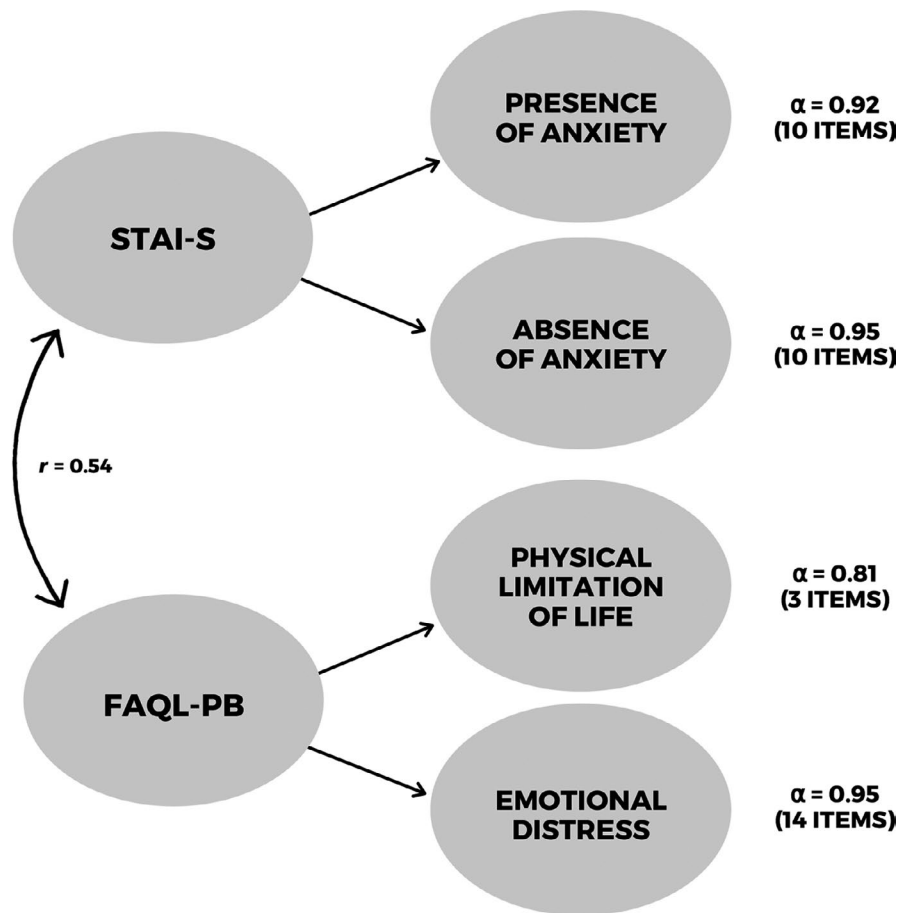 PRESENCE
OF ANXIETY
α = 0.92
(10 ITEMS)
STAI-S
ABSENCE
OF ANXIETY
α = 0.95
(10 ITEMS)
r = 0.54
PHYSICAL
LIMITATION
OF LIFE
α = 0.81
(3 ITEMS)
FAQL-PB
EMOTIONAL
DISTRESS
α = 0.95
(14 ITEMS)